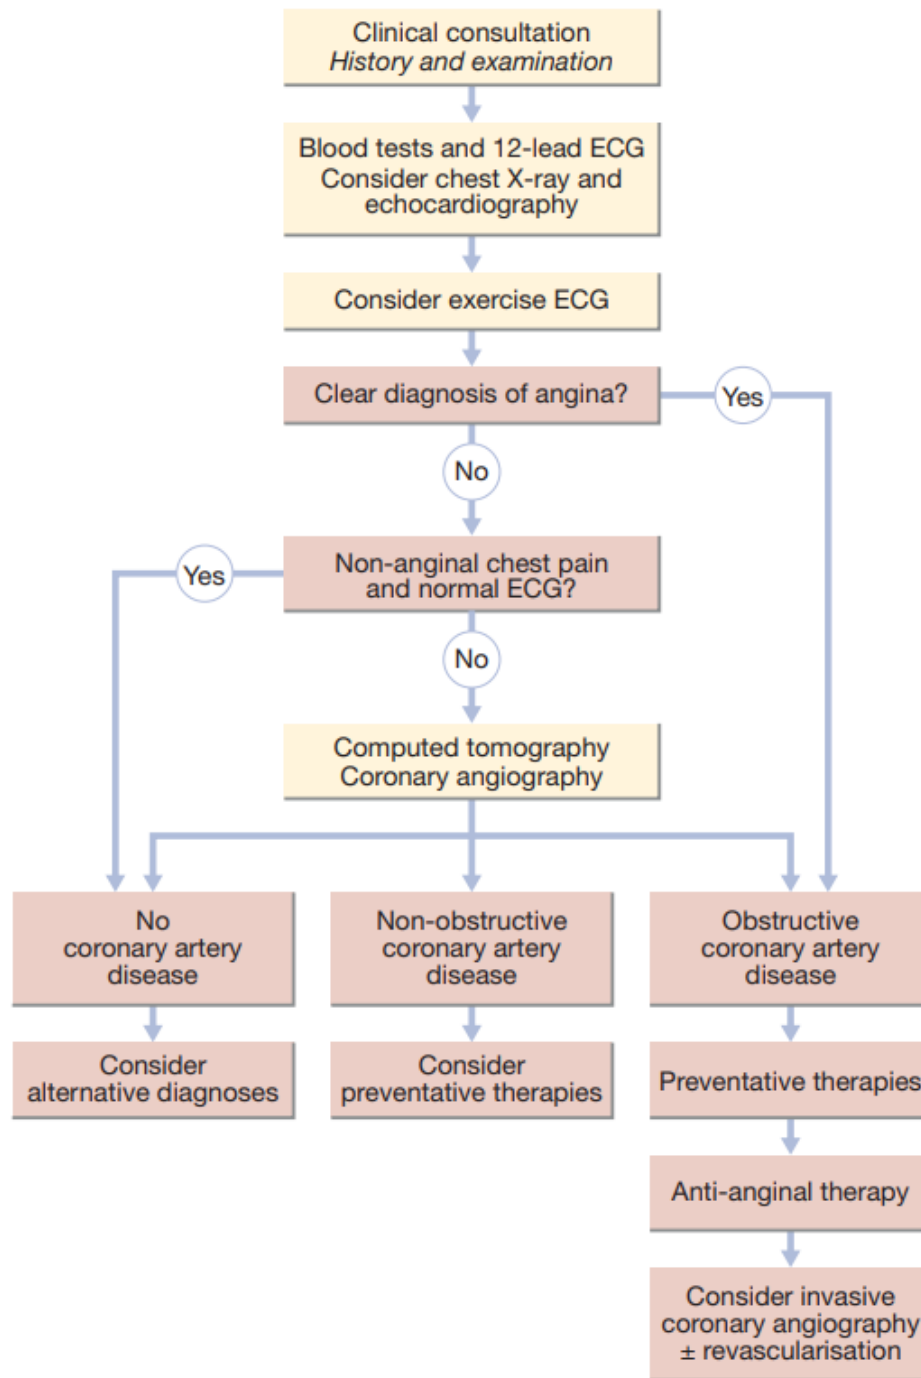 Clinical consultation
History and examination
Blood tests and 12-lead ECG
Consider chest X-ray and
echocardiography
Consider exercise ECG
Clear diagnosis of angina?
Yes
No
Non-anginal chest pain
and normal ECG?
Yes
No
Computed tomography
Coronary angiography
No
coronary artery
disease
Non-obstructive
coronary artery
disease
Obstructive
coronary artery
disease
Consider
alternative diagnoses
Consider
preventative therapies
Preventative therapies
Anti-anginal therapy
Consider invasive
coronary angiography
± revascularisation